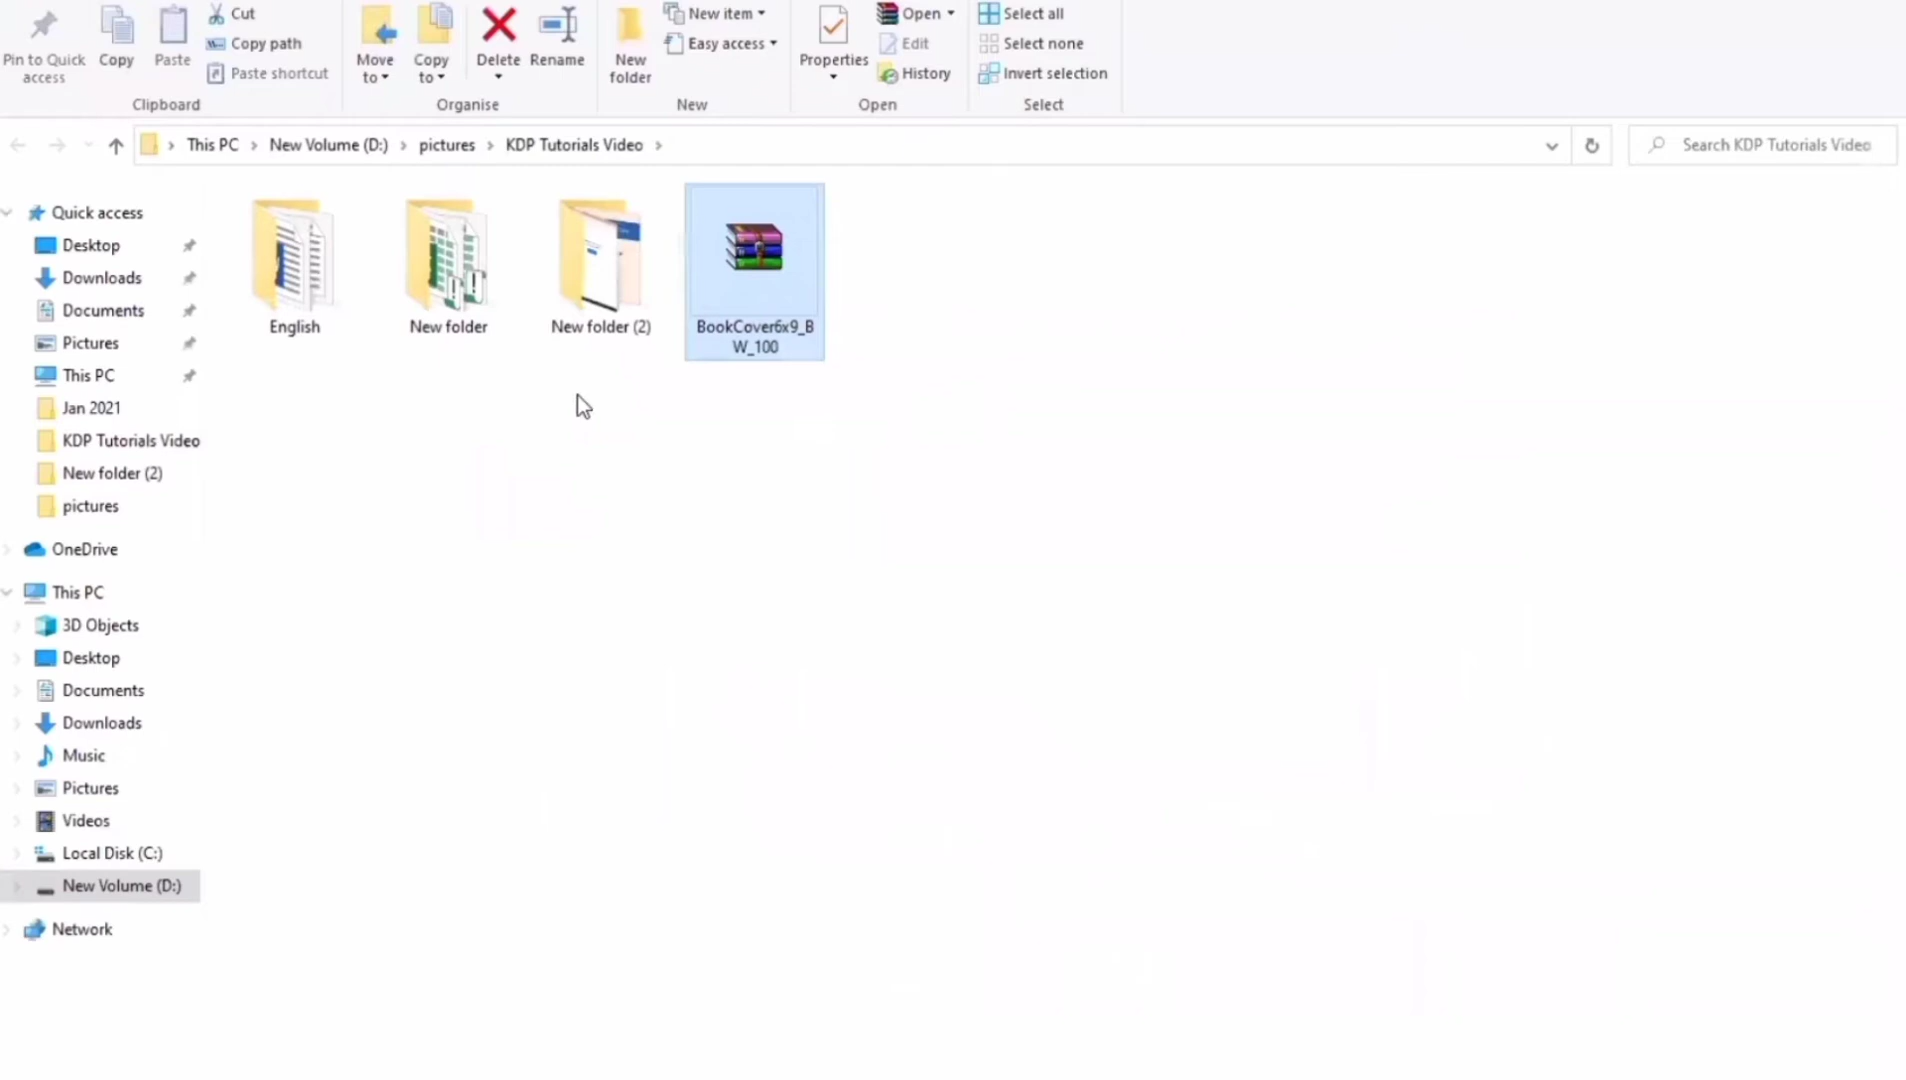 Cut
New item
Open
Select all
Copy path
Easy access
Edit
Select none
Pin to Quick
access
Copy
Paste
Paste shortcut
Move
to
Copy
to
Delete
Rename
New
folder
Properties
History
Invert selection
Clipboard
Organise
New
Open
Select
This PC > New Volume (D:) > pictures > KDP Tutorials Video >
Search KDP Tutorials Video
Quick access
Desktop
Downloads
Documents
Pictures
This PC
Jan 2021
KDP Tutorials Video
New folder (2)
pictures
OneDrive
This PC
3D Objects
Desktop
Documents
Downloads
Music
Pictures
Videos
Local Disk (C:)
New Volume (D:)
Network
English
New folder
New folder (2)
BookCover6x9_B
W_100